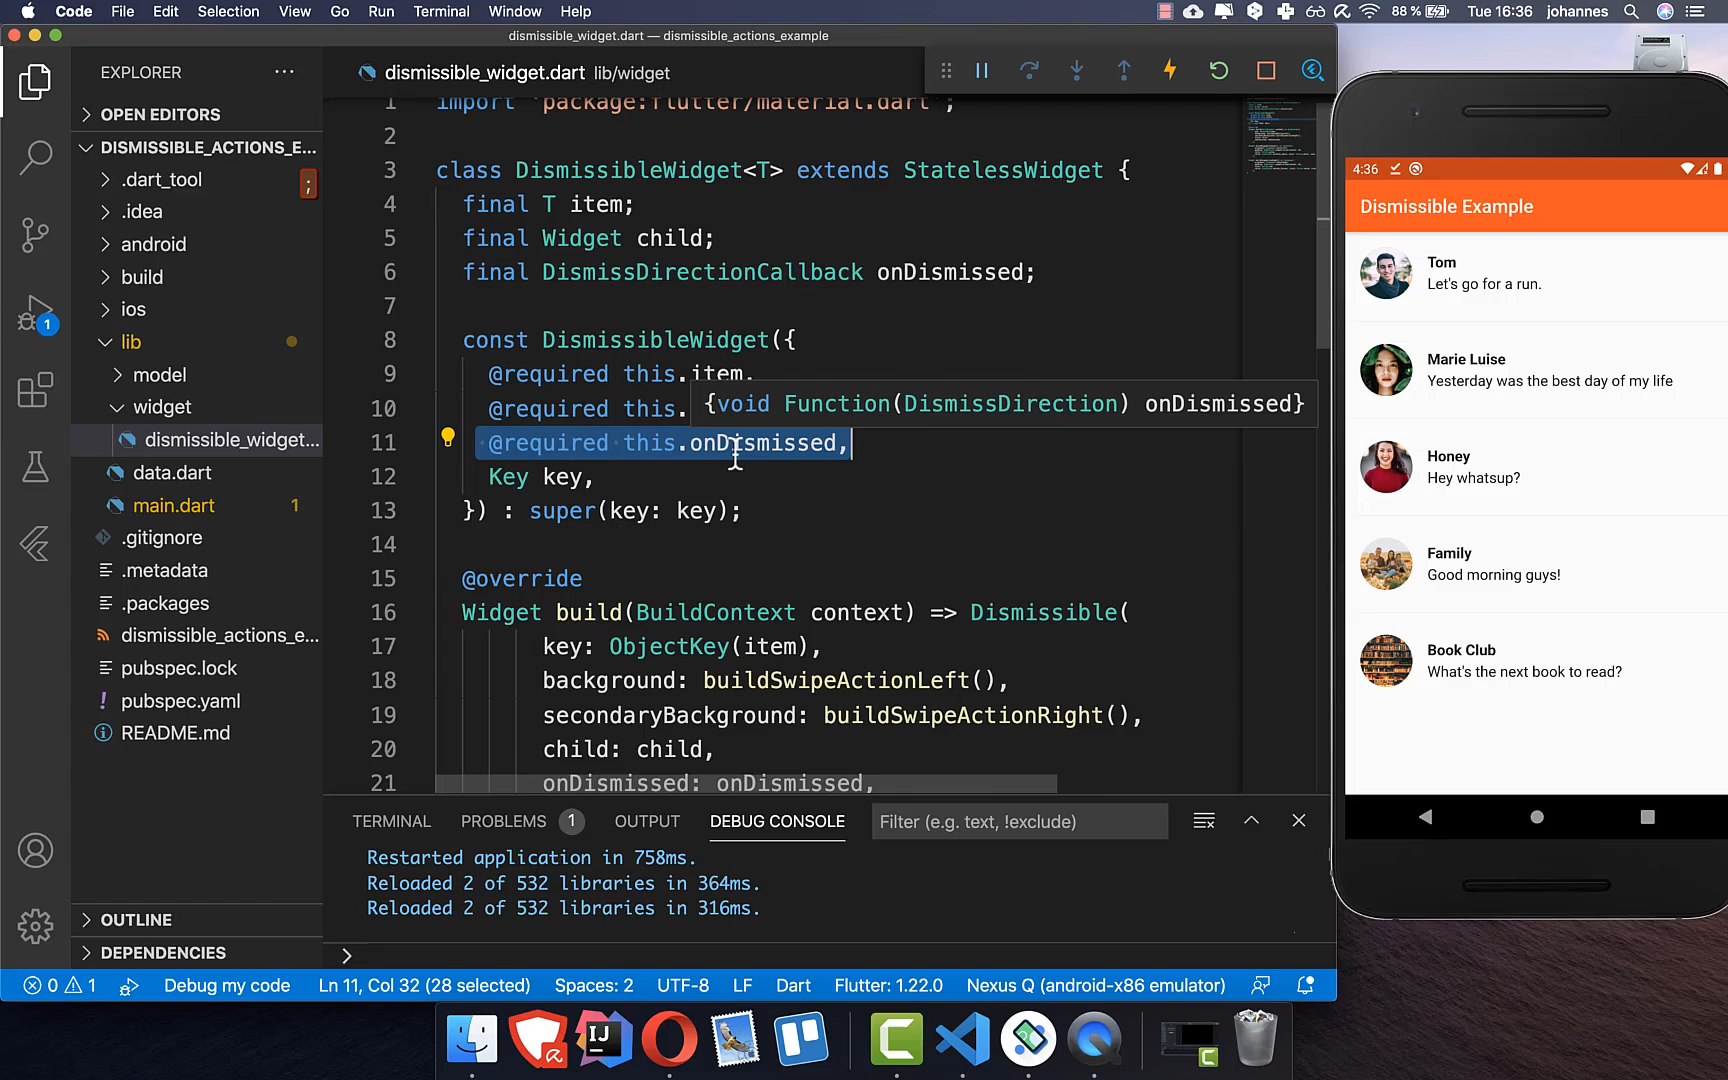 Code File Edit Selection View Go Run Terminal Window Help
88 % Tue 16:36 johannes
dismissible_widget.dart — dismissible_actions_example
EXPLORER
OPEN EDITORS
DISMISSIBLE_ACTIONS_E...
.dart_tool
;
.idea
android
build
ios
1
lib
model
widget
dismissible_widget...
data.dart
main.dart 1
.gitignore
.metadata
.packages
dismissible_actions_e...
pubspec.lock
pubspec.yaml
README.md
OUTLINE
DEPENDENCIES
dismissible_widget.dart lib/widget
1 import 'package:flutter/material.dart';
2
3 class DismissibleWidget<T> extends StatelessWidget {
4 final T item;
5 final Widget child;
6 final DismissDirectionCallback onDismissed;
7
8 const DismissibleWidget({
9 @required this.item,
10 @required this.
{void Function(DismissDirection) onDismissed}
11 @required this.onDismissed,
12 Key key,
13 }) : super(key: key);
14
15 @override
16 Widget build(BuildContext context) => Dismissible(
17 key: ObjectKey(item),
18 background: buildSwipeActionLeft(),
19 secondaryBackground: buildSwipeActionRight(),
20 child: child,
21 onDismissed: onDismissed,
TERMINAL PROBLEMS 1 OUTPUT DEBUG CONSOLE Filter (e.g. text, !exclude)
Restarted application in 758ms.
Reloaded 2 of 532 libraries in 364ms.
Reloaded 2 of 532 libraries in 316ms.
0 1 Debug my code Ln 11, Col 32 (28 selected) Spaces: 2 UTF-8 LF Dart Flutter: 1.22.0 Nexus Q (android-x86 emulator)
4:36
Dismissible Example
Tom
Let's go for a run.
Marie Luise
Yesterday was the best day of my life
Honey
Hey whatsup?
Family
Good morning guys!
Book Club
What's the next book to read?
IJ